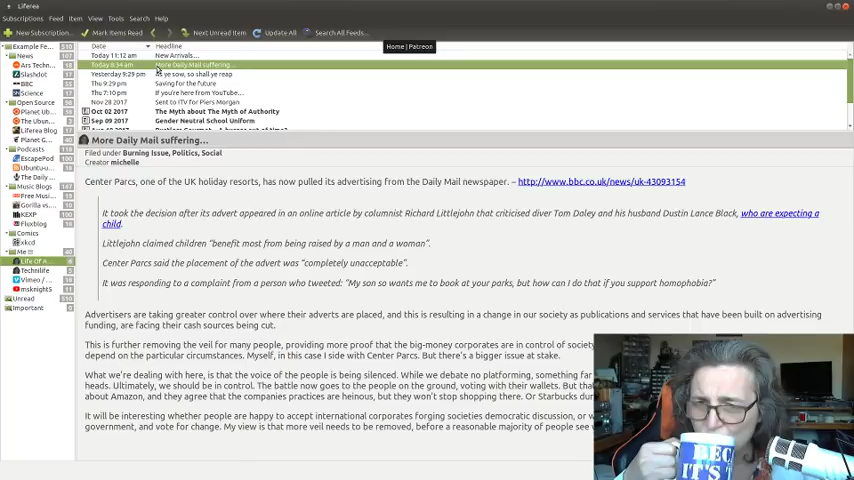 Liferea
Subscriptions Feed Item View Tools Search Help
New Subscription... Mark Items Read Next Unread Item Update All Search All Feeds...
Home | Patreon
Example Fe... 510
News 107
Ars Techn...
Slashdot
BBC
Science
Open Source
Planet Ub...
The Ubun...
Liferea Blog
Planet G...
Podcasts
EscapePod
Ubuntu-u...
The Daily ...
Music Blogs 147
Free Musi...
Gorilla vs...
KEXP
Fluxblog
Comics
xkcd
Me !!!
Life Of A...
Technilife
Vimeo / ...
msknight5
Unread 510
Important
Date Headline
Today 11:12 am New Arrivals...
Today 8:34 am More Daily Mail suffering...
Yesterday 9:29 pm As ye sow, so shall ye reap
Thu 9:29 pm Saving for the future
Thu 7:10 pm If you're here from YouTube...
Nov 28 2017 Sent to ITV for Piers Morgan
Oct 02 2017 The Myth about The Myth of Authority
Sep 09 2017 Gender Neutral School Uniform
More Daily Mail suffering...
Filed under Burning Issue, Politics, Social
Creator michelle
Center Parcs, one of the UK holiday resorts, has now pulled its advertising from the Daily Mail newspaper. – http://www.bbc.co.uk/news/uk-43093154
It took the decision after its advert appeared in an online article by columnist Richard Littlejohn that criticised diver Tom Daley and his husband Dustin Lance Black, who are expecting a
child.
Littlejohn claimed children "benefit most from being raised by a man and a woman".
Center Parcs said the placement of the advert was "completely unacceptable".
It was responding to a complaint from a person who tweeted: "My son so wants me to book at your parks, but how can I do that if you support homophobia?"
Advertisers are taking greater control over where their adverts are placed, and this is resulting in a change in our society as publications and services that have been built on advertising
funding, are facing their cash sources being cut.
This is further removing the veil for many people, providing more proof that the big-money corporates are in control of society
depend on the particular circumstances. Myself, in this case I side with Center Parcs. But there's a bigger issue at stake.
What we're dealing with here, is that the voice of the people is being silenced. While we debate no platforming, something far
heads. Ultimately, we should be in control. The battle now goes to the people on the ground, voting with their wallets. But tha
about Amazon, and they agree that the companies practices are heinous, but they won't stop shopping there. Or Starbucks
It will be interesting whether people are happy to accept international corporates forging societies democratic discussion, or
government, and vote for change. My view is that more veil needs to be removed, before a reasonable majority of people see
BEC
IT'S